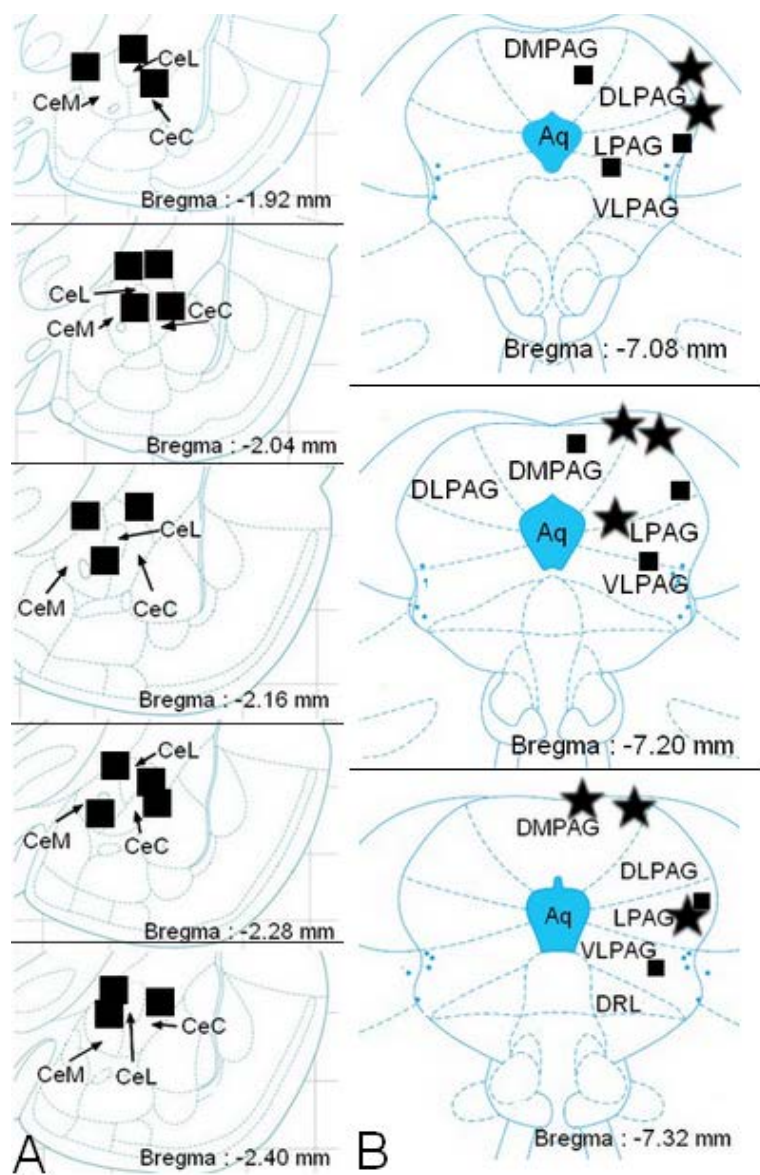 CeL
CeM
CeC
Bregma : -1.92 mm
CeL
CeM
CeC
Bregma : -2.04 mm
CeL
CeM
CeC
Bregma : -2.16 mm
CeL
CeM
CeC
Bregma : -2.28 mm
CeC
CeM
CeL
Bregma : -2.40 mm
A
DMPAG
DLPAG
Aq
LPAG
VLPAG
Bregma : -7.08 mm
DMPAG
DLPAG
Aq
LPAG
VLPAG
Bregma : -7.20 mm
DMPAG
DLPAG
Aq
LPAG
VLPAG
DRL
Bregma : -7.32 mm
B